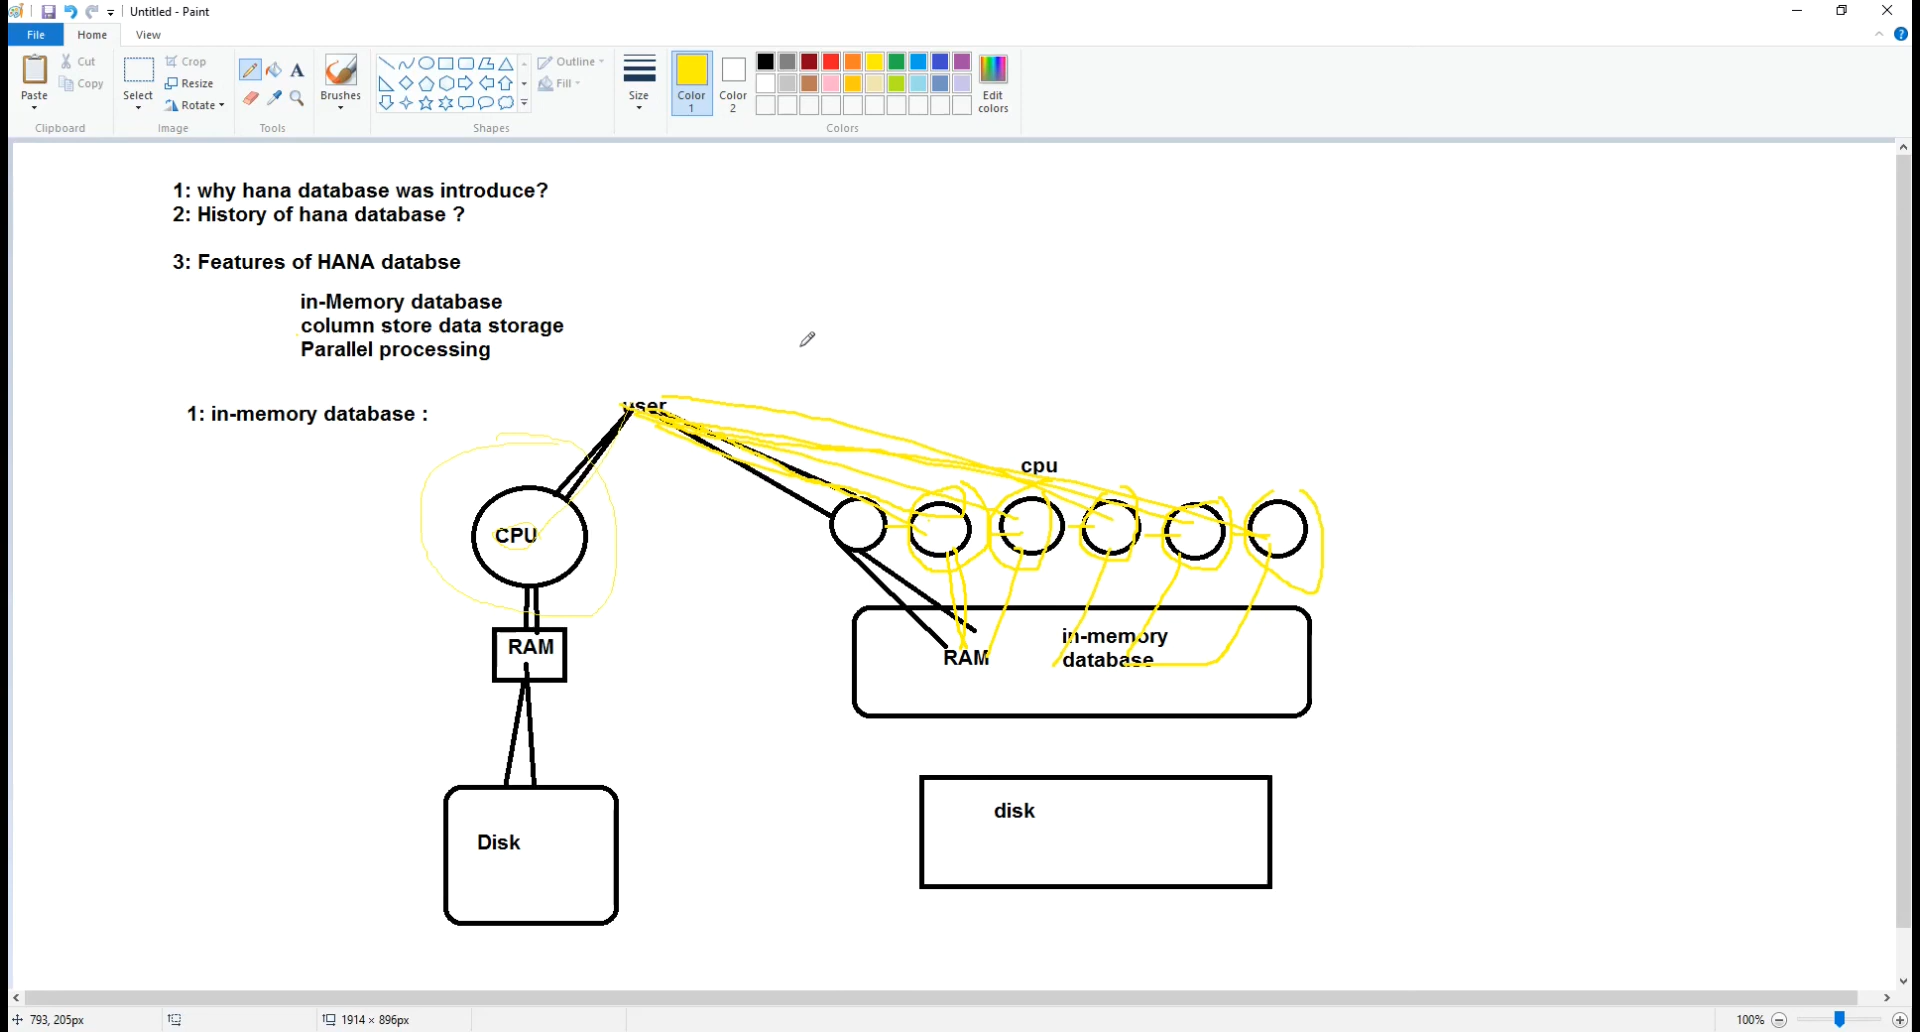 Untitled - Paint
File Home View
Paste
Cut
Copy
Clipboard
Select
Crop
Resize
Rotate
Image
A
Tools
Brushes
Outline
Fill
Shapes
Size
Color 1
Color 2
Edit colors
Colors
1: why hana database was introduce?
2: History of hana database ?
3: Features of HANA databse
in-Memory database
column store data storage
Parallel processing
1: in-memory database :
user
cpu
CPU
RAM
in-memory
database
RAM
Disk
disk
793, 205px
1914 × 896px
100%